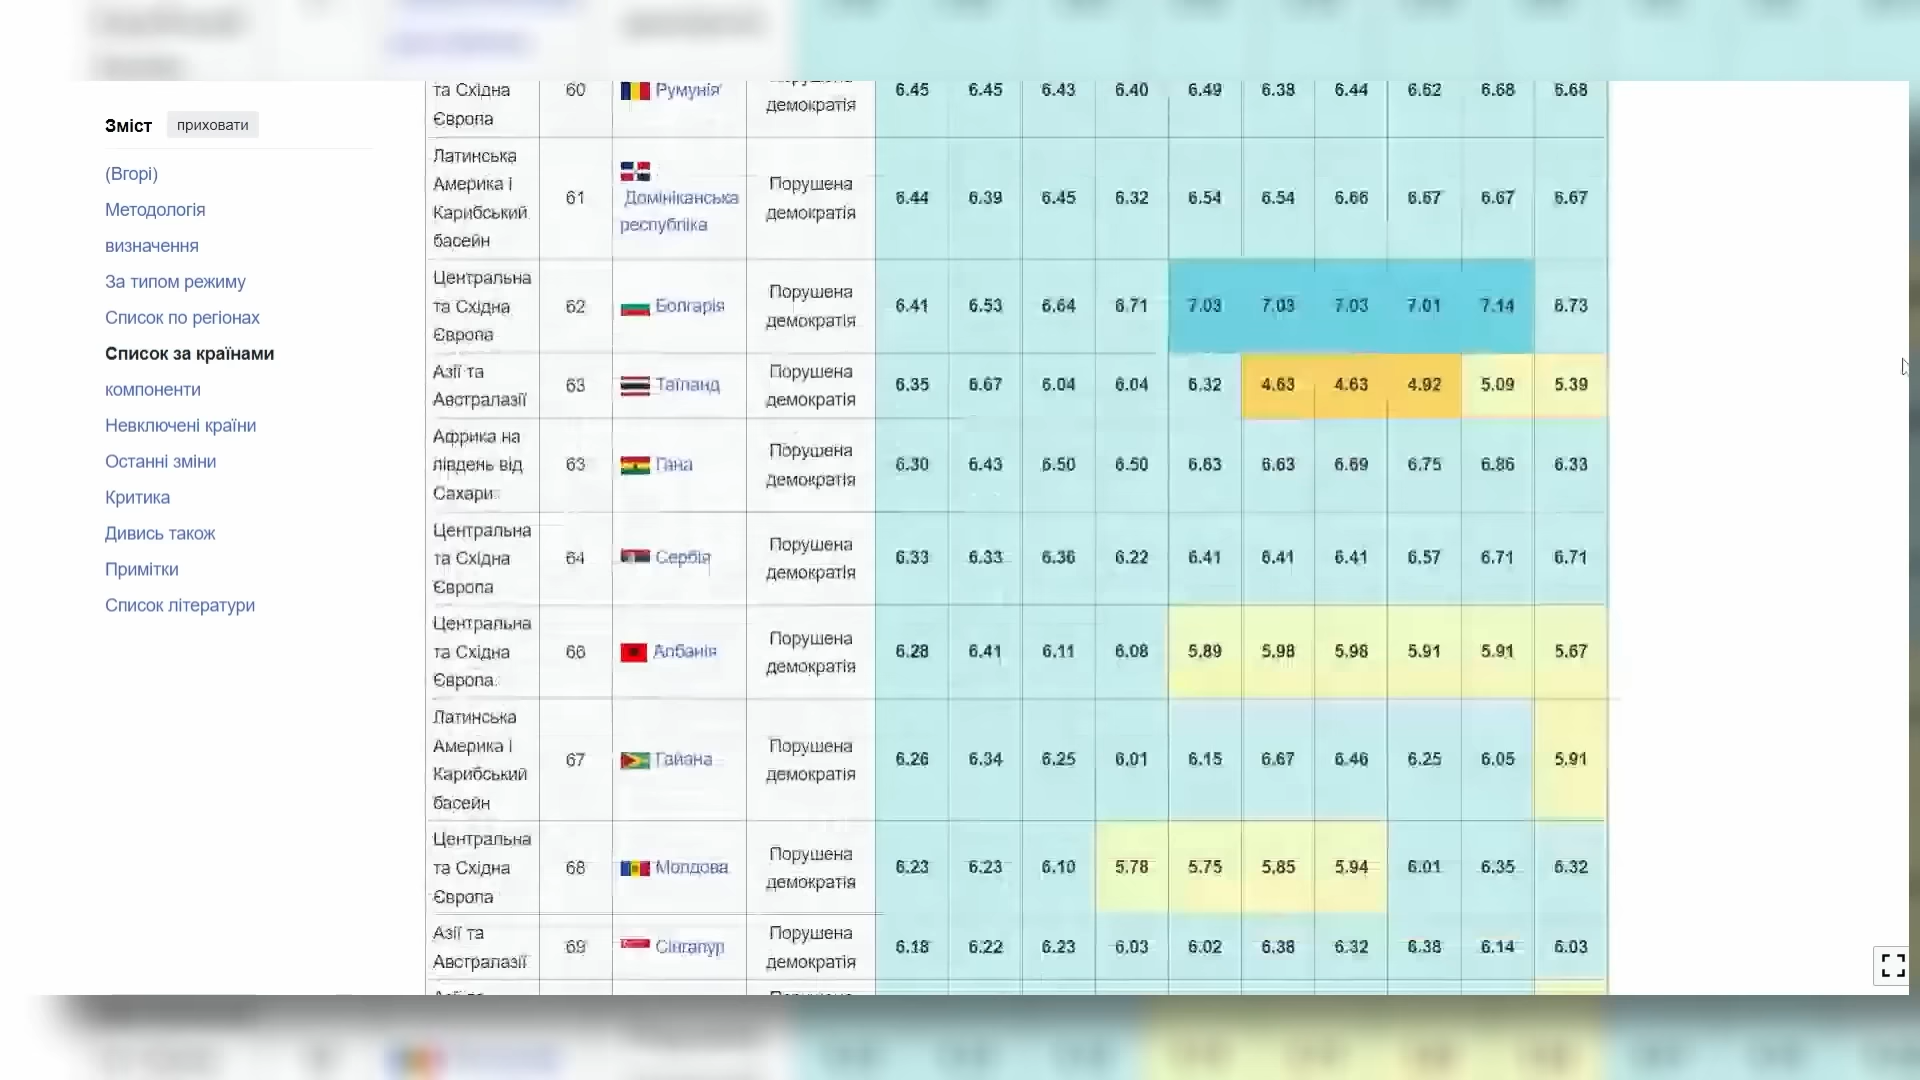 Зміст приховати
(Вгорі)
Методологія
визначення
За типом режиму
Список по регіонах
Список за країнами
компоненти
Невключені країни
Останні зміни
Критика
Дивись також
Примітки
Список літератури
та Східна
Європа
60 Румунія
демократія
6.45 6.45 6.43 6.40 6.49 6.38 6.44 6.62 6.68 6.68
Латинська
Америка і
Карибський
басейн
61 Домініканська
республіка
Порушена
демократія
6.44 6.39 6.45 6.32 6.54 6.54 6.66 6.67 6.67 6.67
Центральна
та Східна
Європа
62 Болгарія
Порушена
демократія
6.41 6.53 6.64 6.71 7.03 7.03 7.03 7.01 7.14 6.73
Азії та
Австралазії
63 Таїланд
Порушена
демократія
6.35 6.67 6.04 6.04 6.32 4.63 4.63 4.92 5.09 5.39
Африка на
південь від
Сахари
63 Гана
Порушена
демократія
6.30 6.43 6.50 6.50 6.63 6.63 6.69 6.75 6.86 6.33
Центральна
та Східна
Європа
64 Сербія
Порушена
демократія
6.33 6.33 6.36 6.22 6.41 6.41 6.41 6.57 6.71 6.71
Центральна
та Східна
Європа
66 Албанія
Порушена
демократія
6.28 6.41 6.11 6.08 5.89 5.98 5.98 5.91 5.91 5.67
Латинська
Америка і
Карибський
басейн
67 Гайана
Порушена
демократія
6.26 6.34 6.25 6.01 6.15 6.67 6.46 6.25 6.05 5.91
Центральна
та Східна
Європа
68 Молдова
Порушена
демократія
6.23 6.23 6.10 5.78 5.75 5.85 5.94 6.01 6.35 6.32
Азії та
Австралазії
69 Сінгапур
Порушена
демократія
6.18 6.22 6.23 6.03 6.02 6.38 6.32 6.38 6.14 6.03